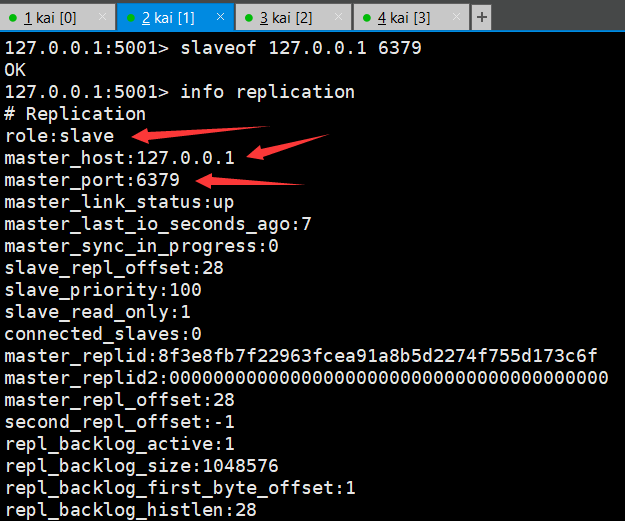 1 kai [0]
2 kai [1]
3 kai [2]
4 kai [3]
127.0.0.1:5001> slaveof 127.0.0.1 6379
OK
127.0.0.1:5001> info replication
# Replication
role:slave
master_host:127.0.0.1
master_port:6379
master_link_status:up
master_last_io_seconds_ago:7
master_sync_in_progress:0
slave_repl_offset:28
slave_priority:100
slave_read_only:1
connected_slaves:0
master_replid:8f3e8fb7f22963fcea91a8b5d2274f755d173c6f
master_replid2:0000000000000000000000000000000000000000
master_repl_offset:28
second_repl_offset:-1
repl_backlog_active:1
repl_backlog_size:1048576
repl_backlog_first_byte_offset:1
repl_backlog_histlen:28